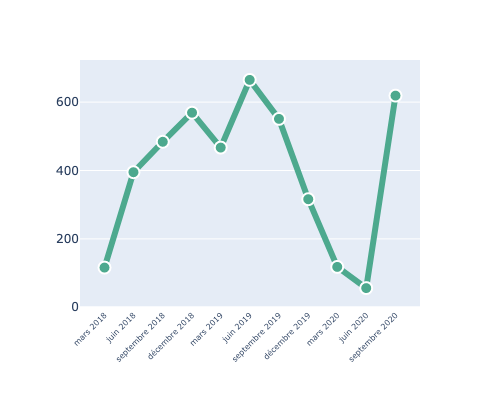 600
400
200
0
mars 2018
juin 2018
septembre 2018
décembre 2018
mars 2019
juin 2019
septembre 2019
décembre 2019
mars 2020
juin 2020
septembre 2020